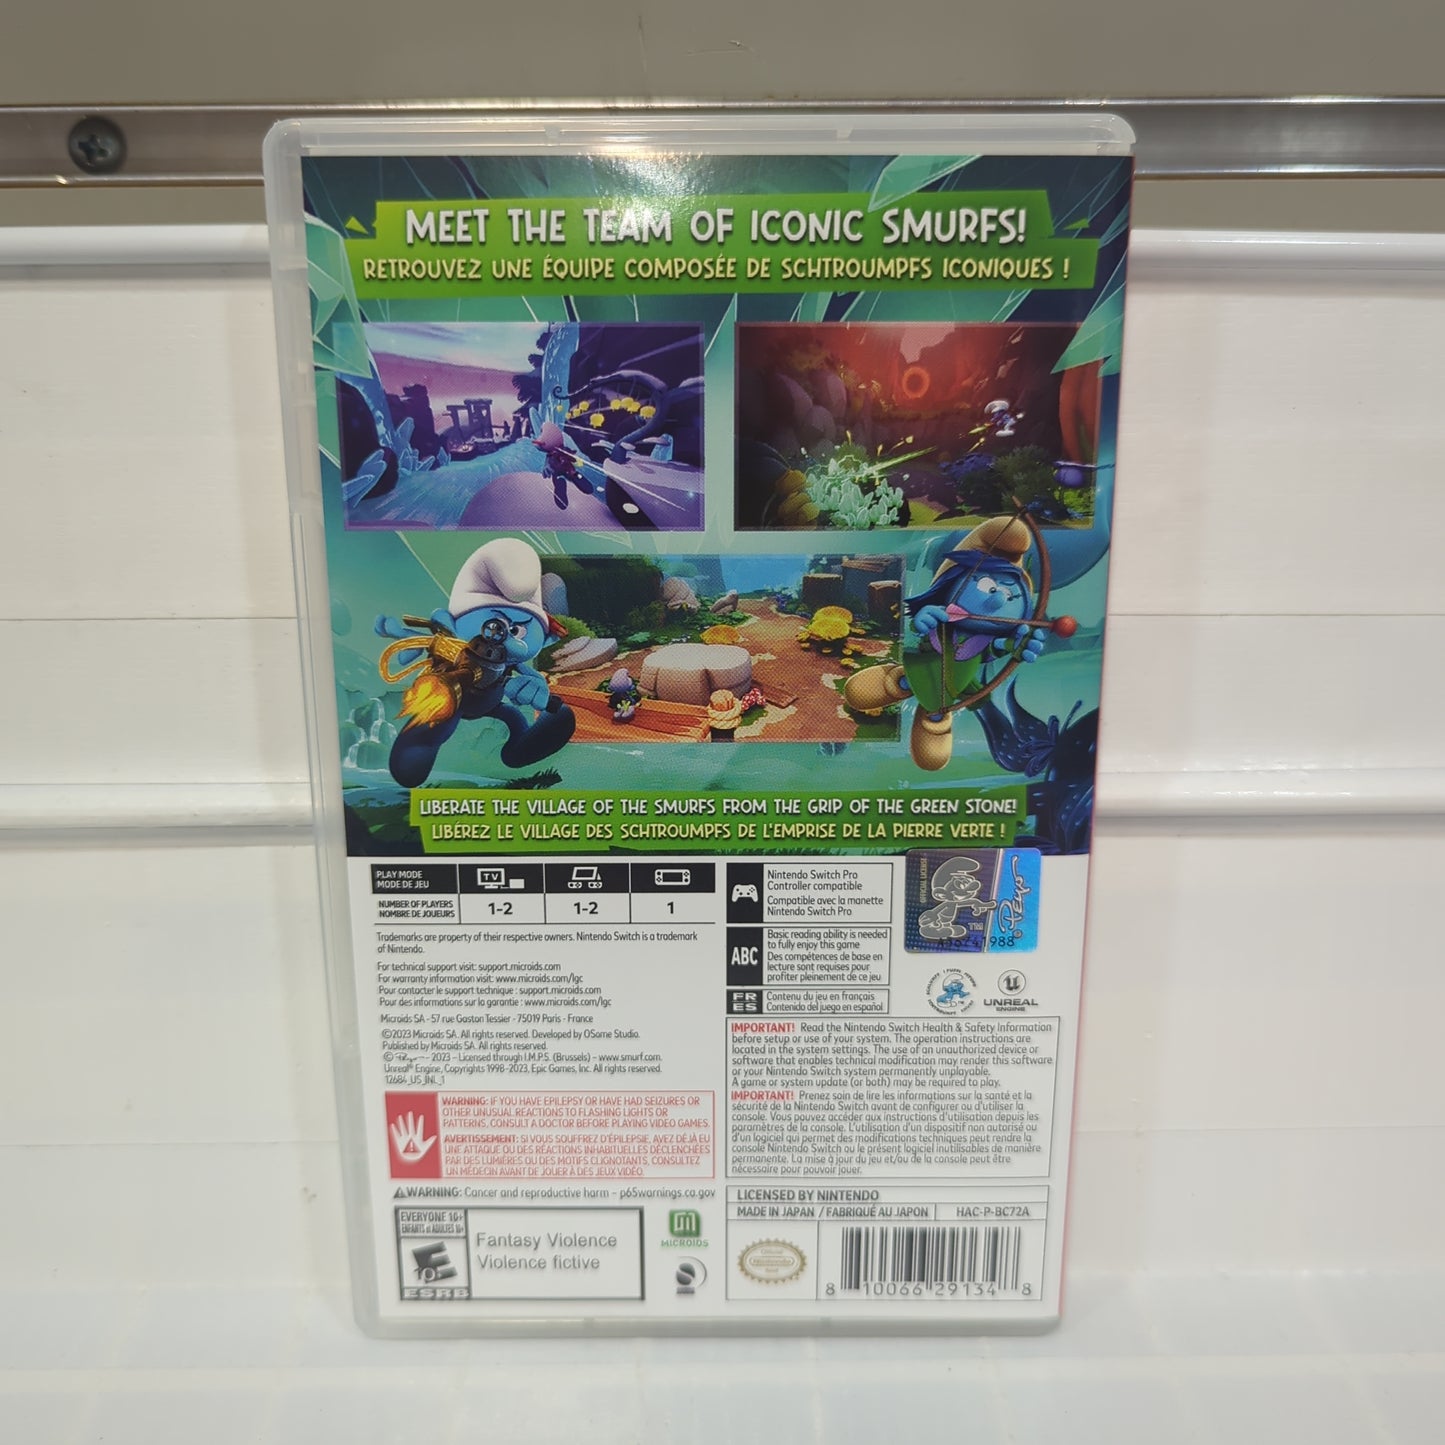 MEET THE TEAM OF ICONIC SMURFS!
RETROUVEZ UNE ÉQUIPE COMPOSÉE DE SCHTROUMPFS ICONIQUES !
LIBERATE THE VILLAGE OF THE SMURFS FROM THE GRIP OF THE GREEN STONE!
LIBÉREZ LE VILLAGE DES SCHTROUMPFS DE L'EMPRISE DE LA PIERRE VERTE !
PLAY MODE
MODE DE JEU
TV
NUMBER OF PLAYERS
NOMBRE DE JOUEURS
1-2
1-2
1
Trademarks are property of their respective owners. Nintendo Switch is a trademark
of Nintendo.
For technical support visit: support.microids.com
For warranty information visit: www.microids.com/lgc
Pour contacter le support technique : support.microids.com
Pour des informations sur la garantie : www.microids.com/lgc
Microids SA - 57 rue Gaston Tessier - 75019 Paris - France
©2023 Microids SA. All rights reserved. Developed by OSome Studio.
Published by Microids SA. All rights reserved.
© Peyo - 2023 - Licensed through I.M.P.S. (Brussels) - www.smurf.com.
Unreal® Engine, Copyrights 1998-2023, Epic Games, Inc. All rights reserved.
12684_US_INL_1
WARNING: IF YOU HAVE EPILEPSY OR HAVE HAD SEIZURES OR
OTHER UNUSUAL REACTIONS TO FLASHING LIGHTS OR
PATTERNS, CONSULT A DOCTOR BEFORE PLAYING VIDEO GAMES.
AVERTISSEMENT: SI VOUS SOUFFREZ D'ÉPILEPSIE, AVEZ DÉJÀ EU
UNE ATTAQUE OU DES RÉACTIONS INHABITUELLES DÉCLENCHÉES
PAR DES LUMIÈRES OU DES MOTIFS CLIGNOTANTS, CONSULTEZ
UN MÉDECIN AVANT DE JOUER À DES JEUX VIDÉO.
WARNING: Cancer and reproductive harm - p65warnings.ca.gov
EVERYONE 10+
ENFANTS et ADULTES 10+
E
10+
ESRB
Fantasy Violence
Violence fictive
MICROIDS
Nintendo Switch Pro
Controller compatible
Compatible avec la manette
Nintendo Switch Pro
ABC
Basic reading ability is needed
to fully enjoy this game
Des compétences de base en
lecture sont requises pour
profiter pleinement de ce jeu
FR
ES
Contenu du jeu en français
Contenido del juego en español
OFFICIAL LICENSE
TM
© Peyo
UNREAL
ENGINE
IMPORTANT! Read the Nintendo Switch Health & Safety Information
before setup or use of your system. The operation instructions are
located in the system settings. The use of an unauthorized device or
software that enables technical modification may render this software
or your Nintendo Switch system permanently unplayable.
A game or system update (or both) may be required to play.
IMPORTANT! Prenez soin de lire les informations sur la santé et la
sécurité de la Nintendo Switch avant de configurer ou d'utiliser la
console. Vous pouvez accéder aux instructions d'utilisation depuis les
paramètres de la console. L'utilisation d'un dispositif non autorisé ou
d'un logiciel qui permet des modifications techniques peut rendre la
console Nintendo Switch ou le présent logiciel inutilisables de manière
permanente. La mise à jour du jeu et/ou de la console peut être
nécessaire pour pouvoir jouer.
LICENSED BY NINTENDO
MADE IN JAPAN / FABRIQUÉ AU JAPON
HAC-P-BC72A
Official
Nintendo
Seal
8 10066 29134 8